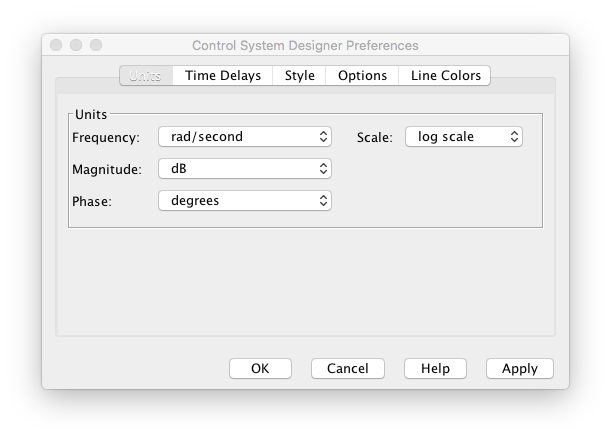 Control System Designer Preferences
Units Time Delays Style Options Line Colors
Units
Frequency: rad/second Scale: log scale
Magnitude: dB
Phase: degrees
OK Cancel Help Apply